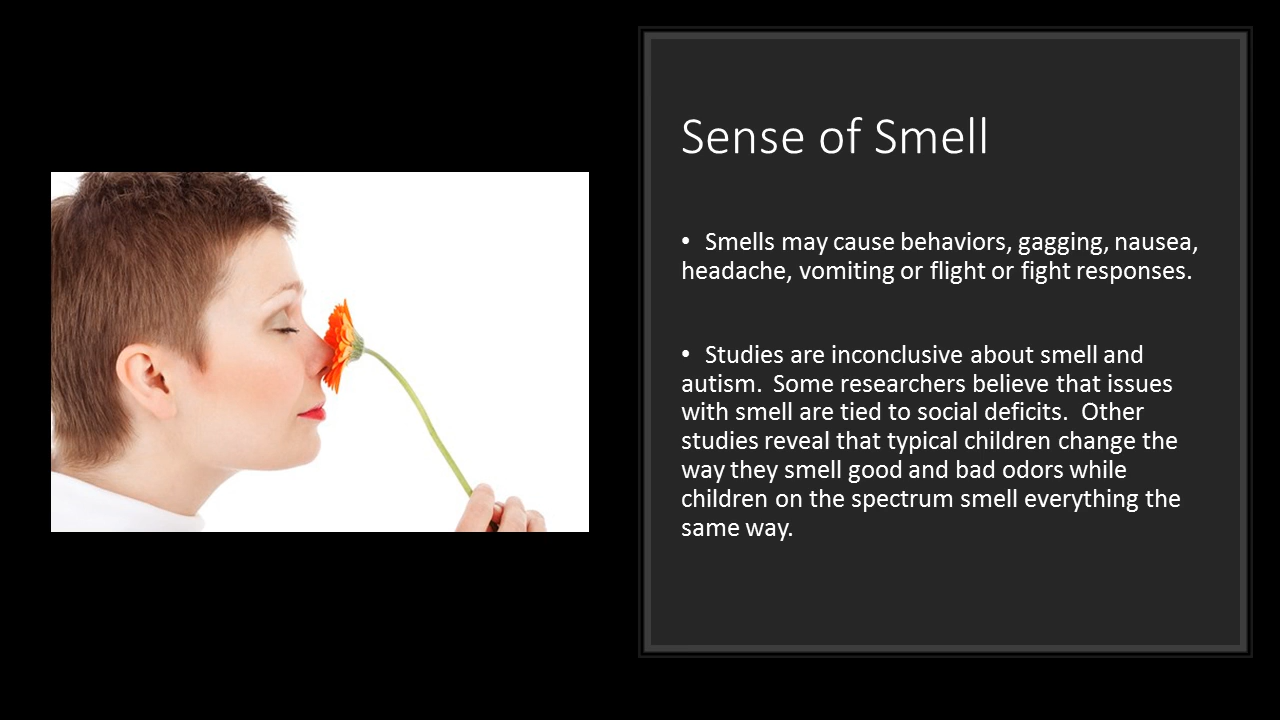 Sense of Smell
• Smells may cause behaviors, gagging, nausea,
headache, vomiting or flight or fight responses.
• Studies are inconclusive about smell and
autism.  Some researchers believe that issues
with smell are tied to social deficits.  Other
studies reveal that typical children change the
way they smell good and bad odors while
children on the spectrum smell everything the
same way.